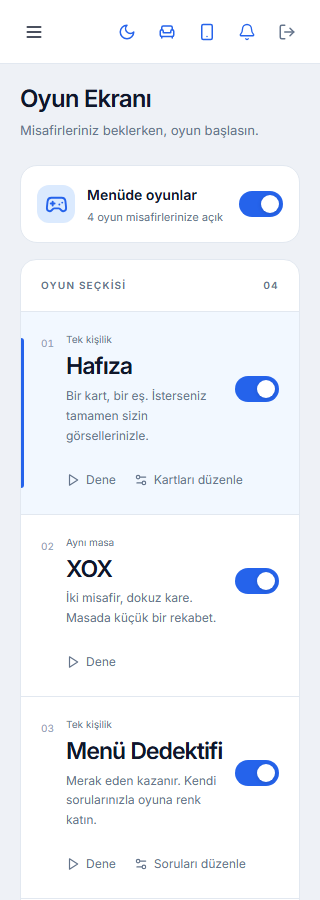 Oyun Ekranı
Misafirleriniz beklerken, oyun başlasın.
Menüde oyunlar
4 oyun misafirlerinize açık
OYUN SEÇKİSİ 04
01 Tek kişilik
Hafıza
Bir kart, bir eş. İsterseniz
tamamen sizin
görsellerinizle.
Dene Kartları düzenle
02 Aynı masa
XOX
İki misafir, dokuz kare.
Masada küçük bir rekabet.
Dene
03 Tek kişilik
Menü Dedektifi
Merak eden kazanır. Kendi
sorularınızla oyuna renk
katın.
Dene Soruları düzenle